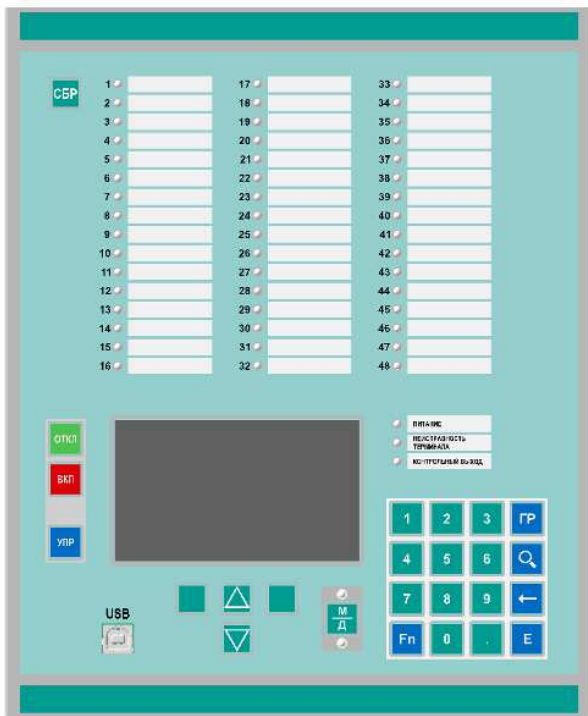 СБР
1 17 33
2 18 34
3 19 35
4 20 36
5 21 37
6 22 38
7 23 39
8 24 40
9 25 41
10 26 42
11 27 43
12 28 44
13 29 45
14 30 46
15 31 47
16 32 48
ПИТАНИЕ
НЕИСПРАВНОСТЬ
ТЕРМИНАЛА
КОНТРОЛЬНЫЙ ВЫХОД
ОТКЛ
ВКЛ
УПР
1 2 3 ГР
4 5 6
7 8 9
Fn 0 . E
М
Д
USB